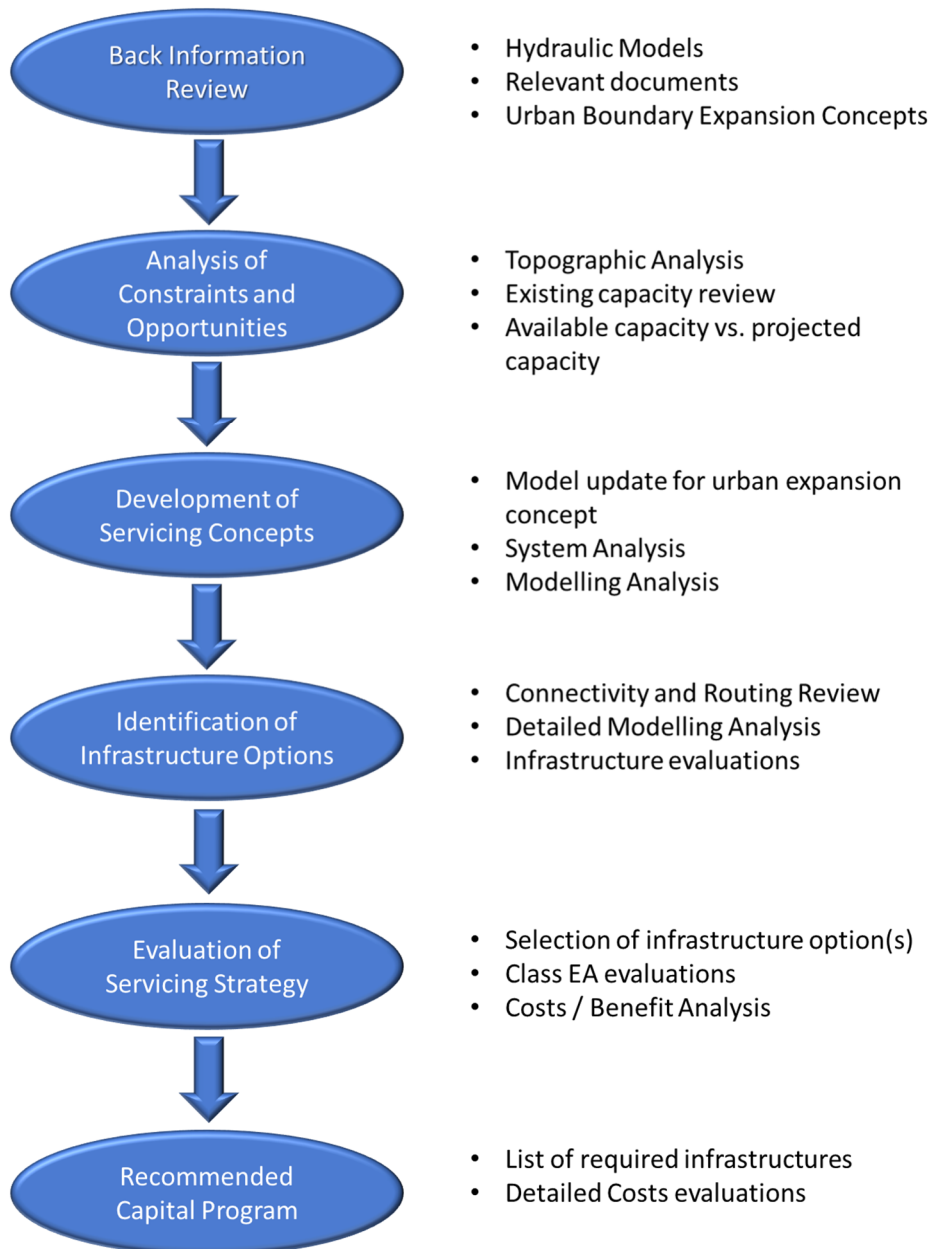 Back Information
Review
• Hydraulic Models
• Relevant documents
• Urban Boundary Expansion Concepts
Analysis of
Constraints and
Opportunities
• Topographic Analysis
• Existing capacity review
• Available capacity vs. projected
capacity
Development of
Servicing Concepts
• Model update for urban expansion
concept
• System Analysis
• Modelling Analysis
Identification of
Infrastructure Options
• Connectivity and Routing Review
• Detailed Modelling Analysis
• Infrastructure evaluations
Evaluation of
Servicing Strategy
• Selection of infrastructure option(s)
• Class EA evaluations
• Costs / Benefit Analysis
Recommended
Capital Program
• List of required infrastructures
• Detailed Costs evaluations